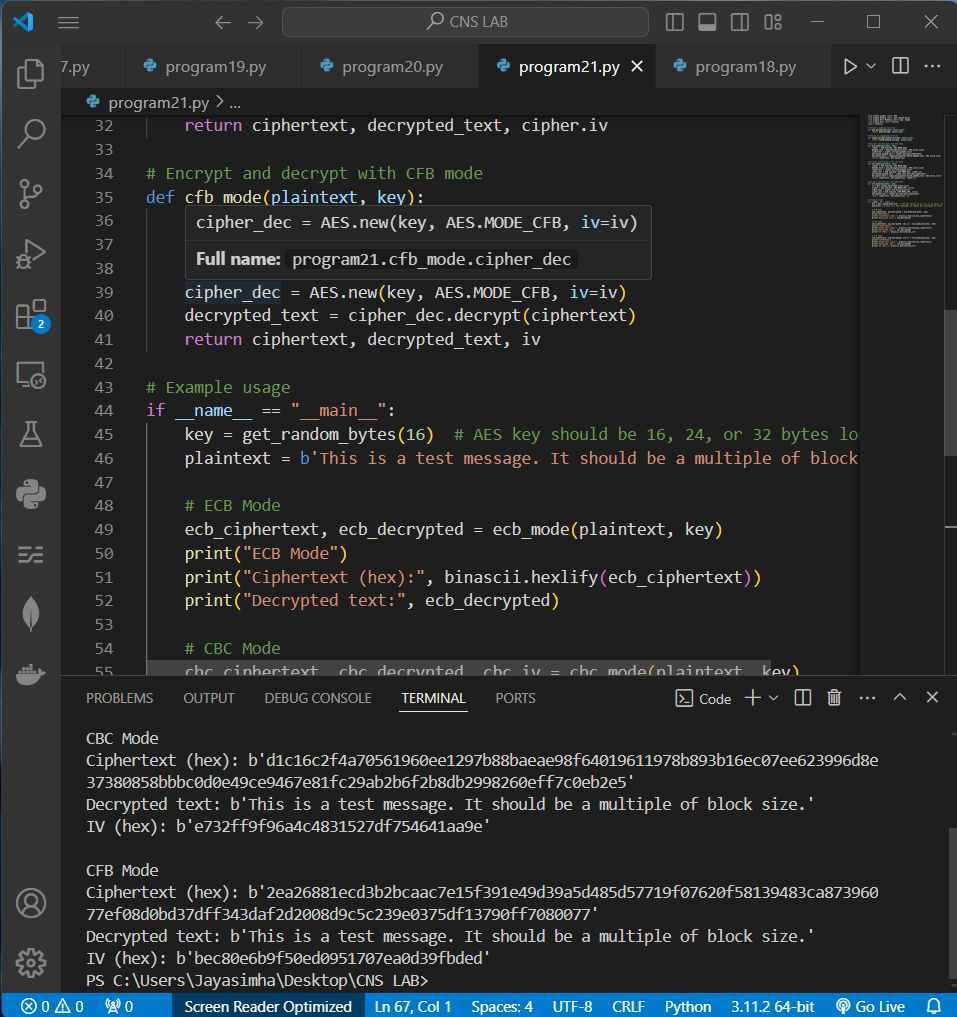 CNS LAB
7.py
program19.py
program20.py
program21.py
program18.py
program21.py > ...
32 return ciphertext, decrypted_text, cipher.iv
33
34 # Encrypt and decrypt with CFB mode
35 def cfb_mode(plaintext, key):
36 cipher_dec = AES.new(key, AES.MODE_CFB, iv=iv)
37
38 Full name: program21.cfb_mode.cipher_dec
39 cipher_dec = AES.new(key, AES.MODE_CFB, iv=iv)
40 decrypted_text = cipher_dec.decrypt(ciphertext)
41 return ciphertext, decrypted_text, iv
42
43 # Example usage
44 if __name__ == "__main__":
45 key = get_random_bytes(16)  # AES key should be 16, 24, or 32 bytes lo
46 plaintext = b'This is a test message. It should be a multiple of block
47
48 # ECB Mode
49 ecb_ciphertext, ecb_decrypted = ecb_mode(plaintext, key)
50 print("ECB Mode")
51 print("Ciphertext (hex):", binascii.hexlify(ecb_ciphertext))
52 print("Decrypted text:", ecb_decrypted)
53
54 # CBC Mode
55 cbc_ciphertext, cbc_decrypted, cbc_iv = cbc_mode(plaintext, key)
2
PROBLEMS OUTPUT DEBUG CONSOLE TERMINAL PORTS Code
CBC Mode
Ciphertext (hex): b'd1c16c2f4a70561960ee1297b88baeae98f64019611978b893b16ec07ee623996d8e
37380858bbbc0d0e49ce9467e81fc29ab2b6f2b8db2998260eff7c0eb2e5'
Decrypted text: b'This is a test message. It should be a multiple of block size.'
IV (hex): b'e732ff9f96a4c4831527df754641aa9e'
CFB Mode
Ciphertext (hex): b'2ea26881ecd3b2bcaac7e15f391e49d39a5d485d57719f07620f58139483ca873960
77ef08d0bd37dff343daf2d2008d9c5c239e0375df13790ff7080077'
Decrypted text: b'This is a test message. It should be a multiple of block size.'
IV (hex): b'bec80e6b9f50ed0951707ea0d39fbded'
PS C:\Users\Jayasimha\Desktop\CNS LAB>
0 0 0 Screen Reader Optimized Ln 67, Col 1 Spaces: 4 UTF-8 CRLF Python 3.11.2 64-bit Go Live